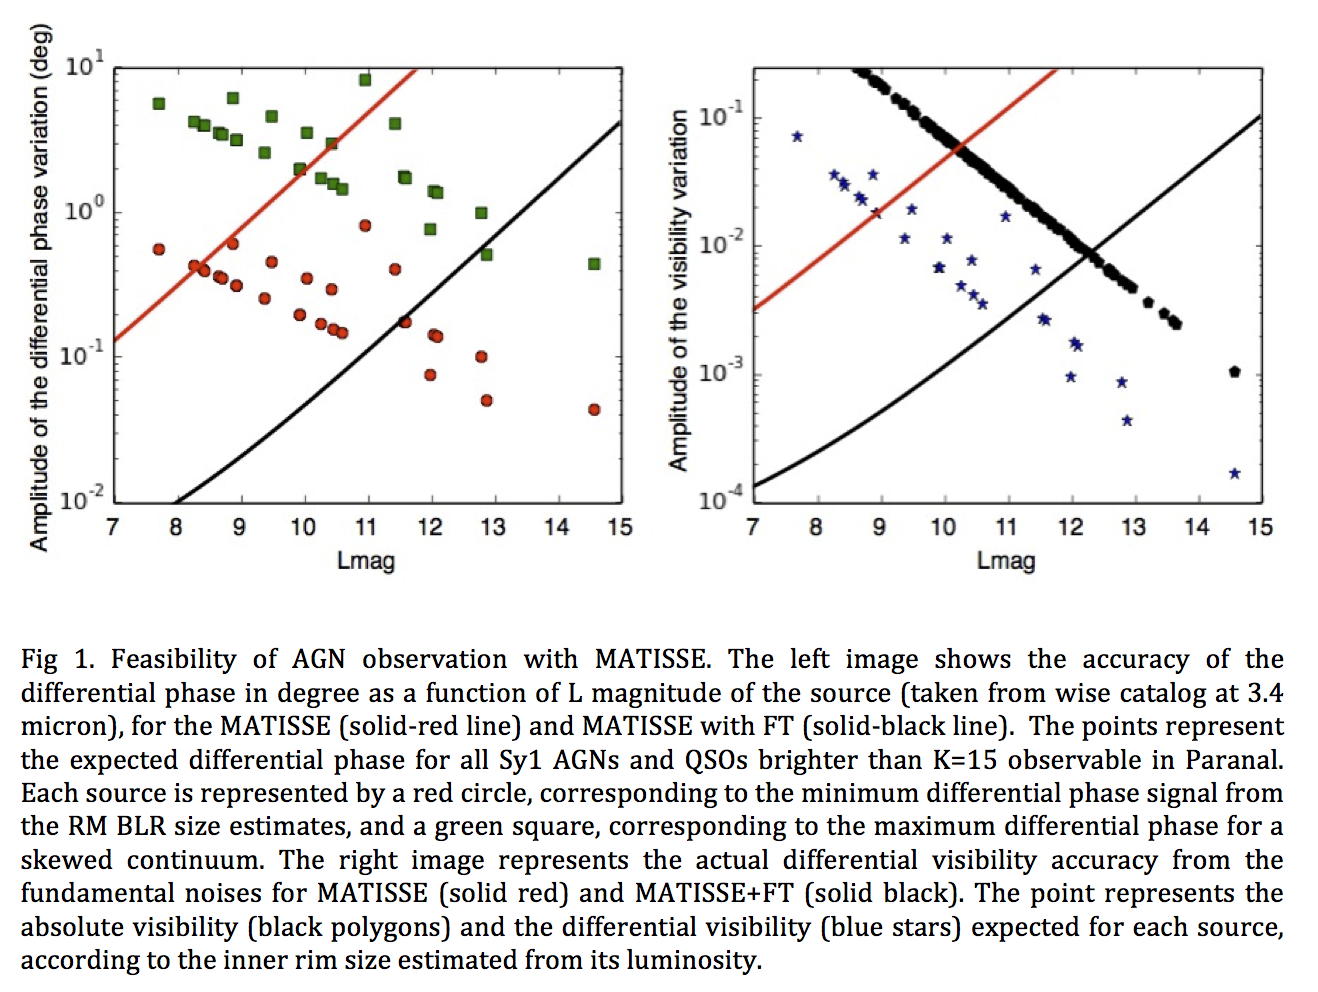 Amplitude of the differential phase variation (deg)
10^1
10^0
10^-1
10^-2
7 8 9 10 11 12 13 14 15
Lmag
Amplitude of the visibility variation
10^-1
10^-2
10^-3
10^-4
7 8 9 10 11 12 13 14 15
Lmag
Fig 1. Feasibility of AGN observation with MATISSE. The left image shows the accuracy of the
differential phase in degree as a function of L magnitude of the source (taken from wise catalog at 3.4
micron), for the MATISSE (solid-red line) and MATISSE with FT (solid-black line). The points represent
the expected differential phase for all Sy1 AGNs and QSOs brighter than K=15 observable in Paranal.
Each source is represented by a red circle, corresponding to the minimum differential phase signal from
the RM BLR size estimates, and a green square, corresponding to the maximum differential phase for a
skewed continuum. The right image represents the actual differential visibility accuracy from the
fundamental noises for MATISSE (solid red) and MATISSE+FT (solid black). The point represents the
absolute visibility (black polygons) and the differential visibility (blue stars) expected for each source,
according to the inner rim size estimated from its luminosity.